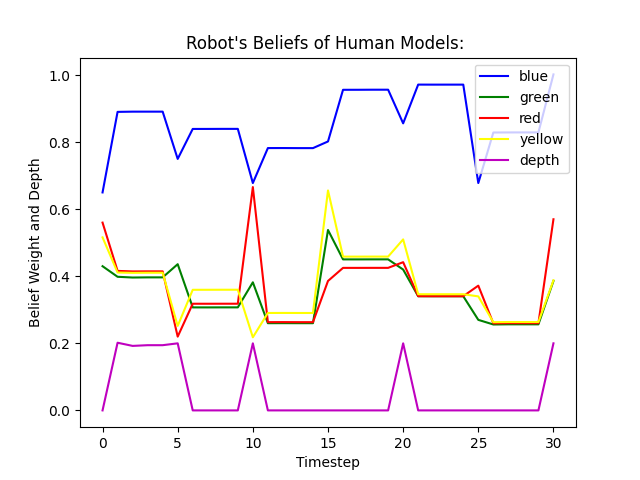 Robot's Beliefs of Human Models:
1.0
0.8
0.6
0.4
0.2
0.0
Belief Weight and Depth
blue
green
red
yellow
depth
0 5 10 15 20 25 30
Timestep